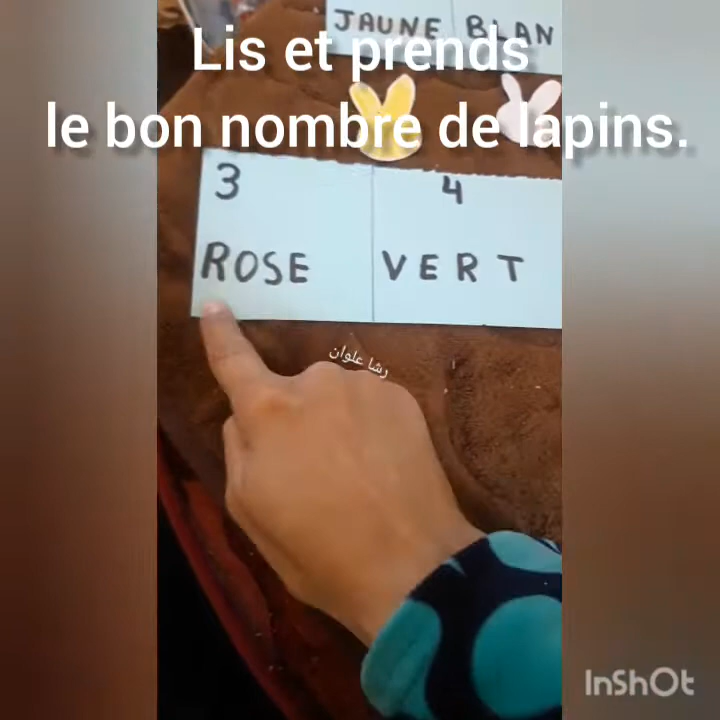 JAUNE BLAN
Lis et prends
le bon nombre de lapins.
3 4
ROSE VERT
رشا علوان
InShOt